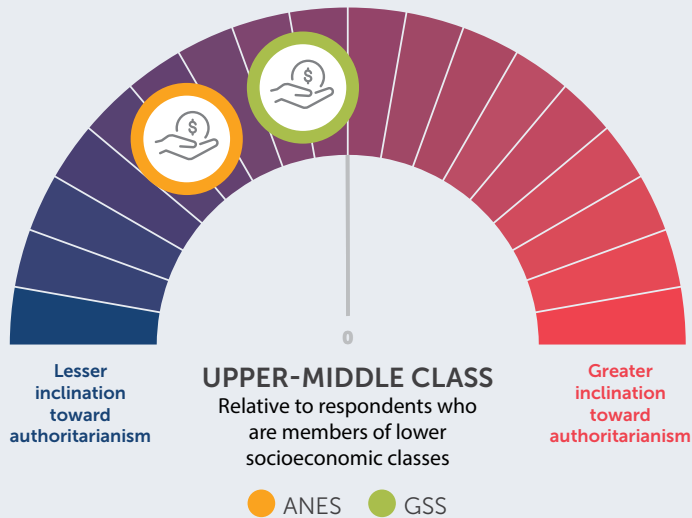 $
$
0
Lesser
inclination
toward
authoritarianism
UPPER-MIDDLE CLASS
Relative to respondents who
are members of lower
socioeconomic classes
Greater
inclination
toward
authoritarianism
ANES GSS